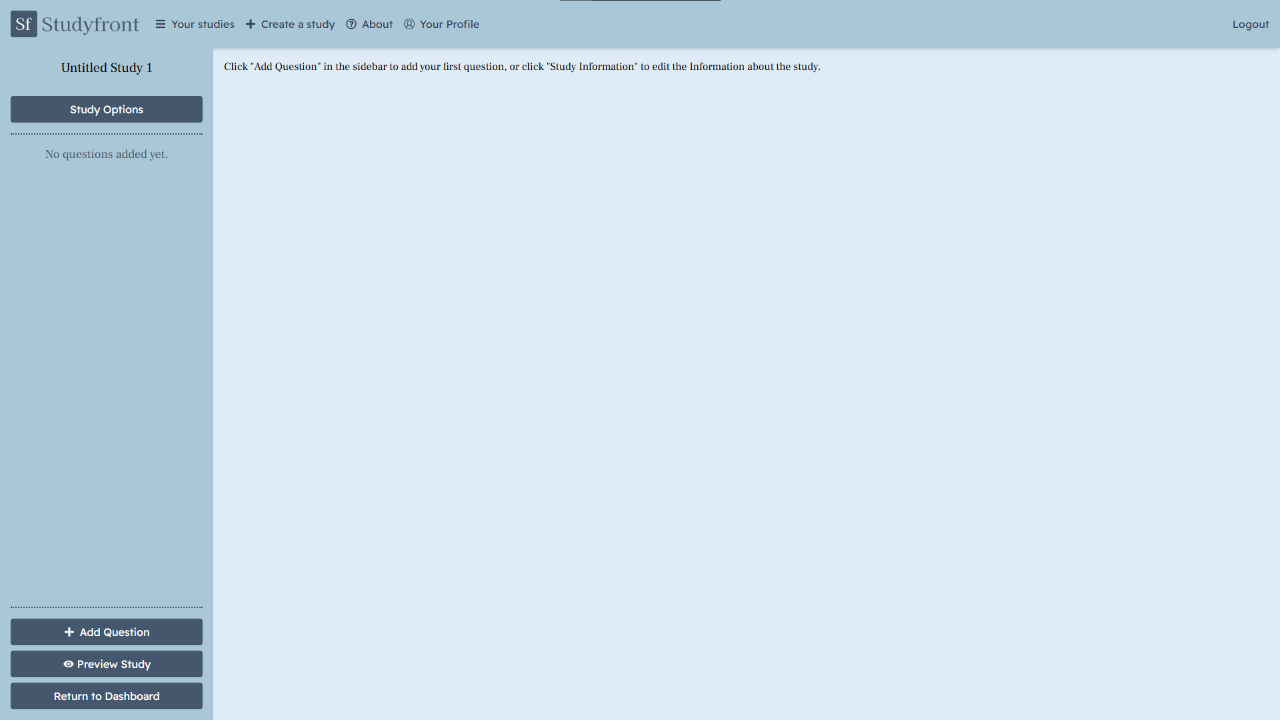 Sf Studyfront Your studies Create a study About Your Profile Logout
Untitled Study 1
Study Options
No questions added yet.
Add Question
Preview Study
Return to Dashboard
Click "Add Question" in the sidebar to add your first question, or click "Study Information" to edit the Information about the study.